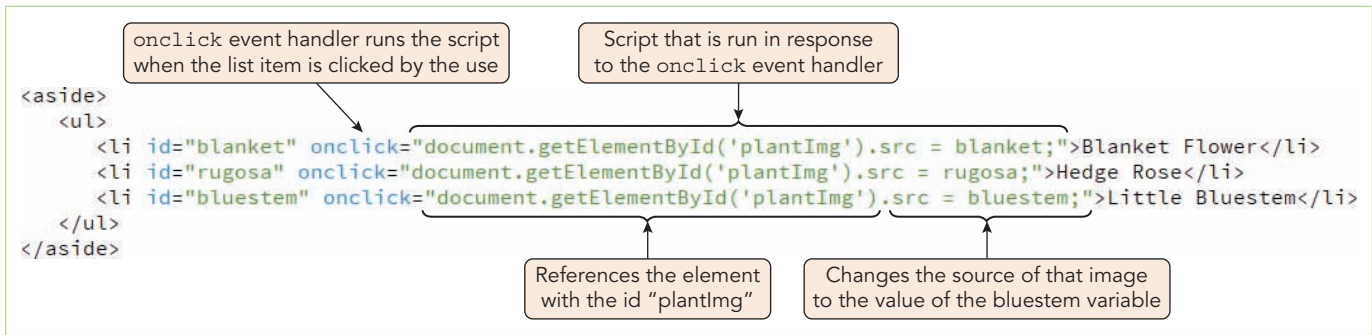 onclick event handler runs the script
when the list item is clicked by the use
Script that is run in response
to the onclick event handler
<aside>
<ul>
<li id="blanket" onclick="document.getElementById('plantImg').src = blanket;">Blanket Flower</li>
<li id="rugosa" onclick="document.getElementById('plantImg').src = rugosa;">Hedge Rose</li>
<li id="bluestem" onclick="document.getElementById('plantImg').src = bluestem;">Little Bluestem</li>
</ul>
</aside>
References the element
with the id “plantImg”
Changes the source of that image
to the value of the bluestem variable